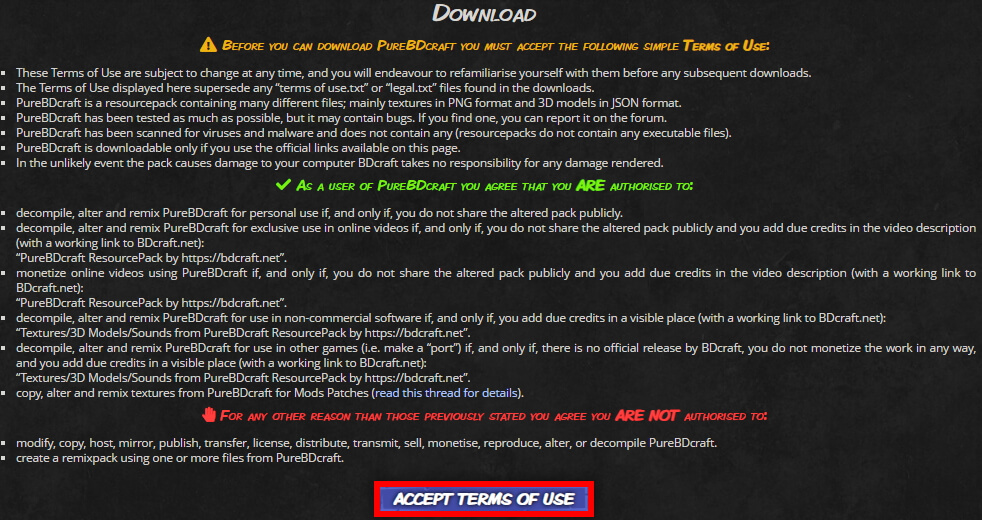 Download
Before you can download PureBDcraft you must accept the following simple Terms of Use:
These Terms of Use are subject to change at any time, and you will endeavour to refamiliarise yourself with them before any subsequent downloads.
The Terms of Use displayed here supersede any “terms of use.txt” or “legal.txt” files found in the downloads.
PureBDcraft is a resourcepack containing many different files; mainly textures in PNG format and 3D models in JSON format.
PureBDcraft has been tested as much as possible, but it may contain bugs. If you find one, you can report it on the forum.
PureBDcraft has been scanned for viruses and malware and does not contain any (resourcepacks do not contain any executable files).
PureBDcraft is downloadable only if you use the official links available on this page.
In the unlikely event the pack causes damage to your computer BDcraft takes no responsibility for any damage rendered.
As a user of PureBDcraft you agree that you ARE authorised to:
decompile, alter and remix PureBDcraft for personal use if, and only if, you do not share the altered pack publicly.
decompile, alter and remix PureBDcraft for exclusive use in online videos if, and only if, you do not share the altered pack publicly and you add due credits in the video description
(with a working link to BDcraft.net):
“PureBDcraft ResourcePack by https://bdcraft.net”.
monetize online videos using PureBDcraft if, and only if, you do not share the altered pack publicly and you add due credits in the video description (with a working link to
BDcraft.net):
“PureBDcraft ResourcePack by https://bdcraft.net”.
decompile, alter and remix PureBDcraft for use in non-commercial software if, and only if, you add due credits in a visible place (with a working link to BDcraft.net):
“Textures/3D Models/Sounds from PureBDcraft ResourcePack by https://bdcraft.net”.
decompile, alter and remix PureBDcraft for use in other games (i.e. make a “port”) if, and only if, there is no official release by BDcraft, you do not monetize the work in any way,
and you add due credits in a visible place (with a working link to BDcraft.net):
“Textures/3D Models/Sounds from PureBDcraft ResourcePack by https://bdcraft.net”.
copy, alter and remix textures from PureBDcraft for Mods Patches (read this thread for details).
For any other reason than those previously stated you agree you ARE NOT authorised to:
modify, copy, host, mirror, publish, transfer, license, distribute, transmit, sell, monetise, reproduce, alter, or decompile PureBDcraft.
create a remixpack using one or more files from PureBDcraft.
ACCEPT TERMS OF USE